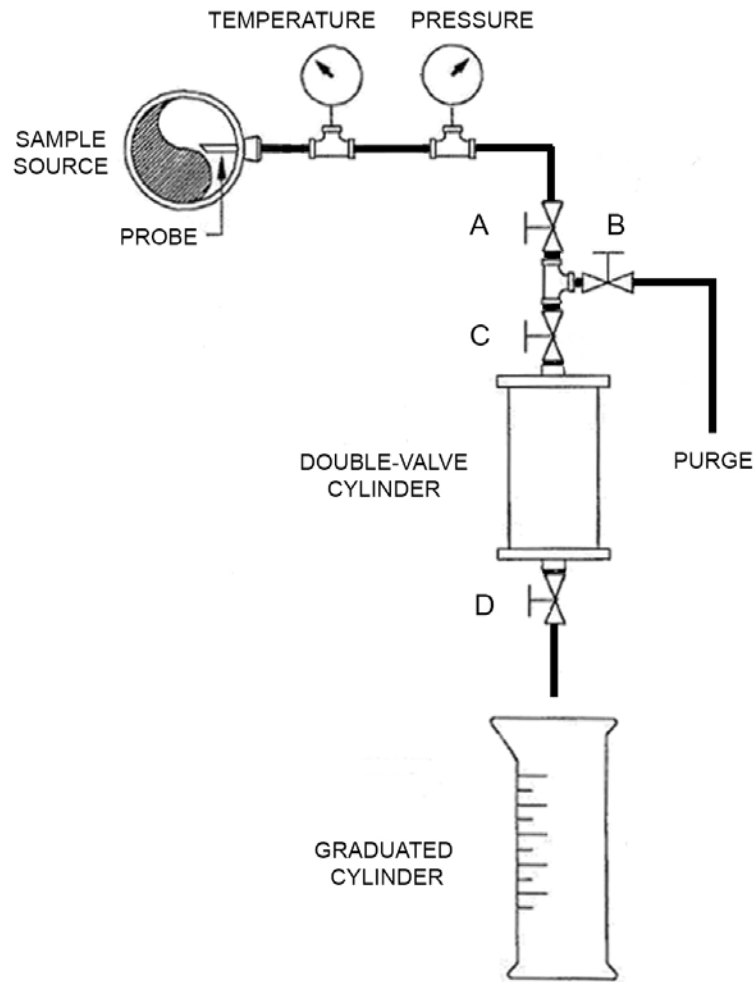 TEMPERATURE
PRESSURE
SAMPLE
SOURCE
PROBE
A
B
C
DOUBLE-VALVE
CYLINDER
PURGE
D
GRADUATED
CYLINDER